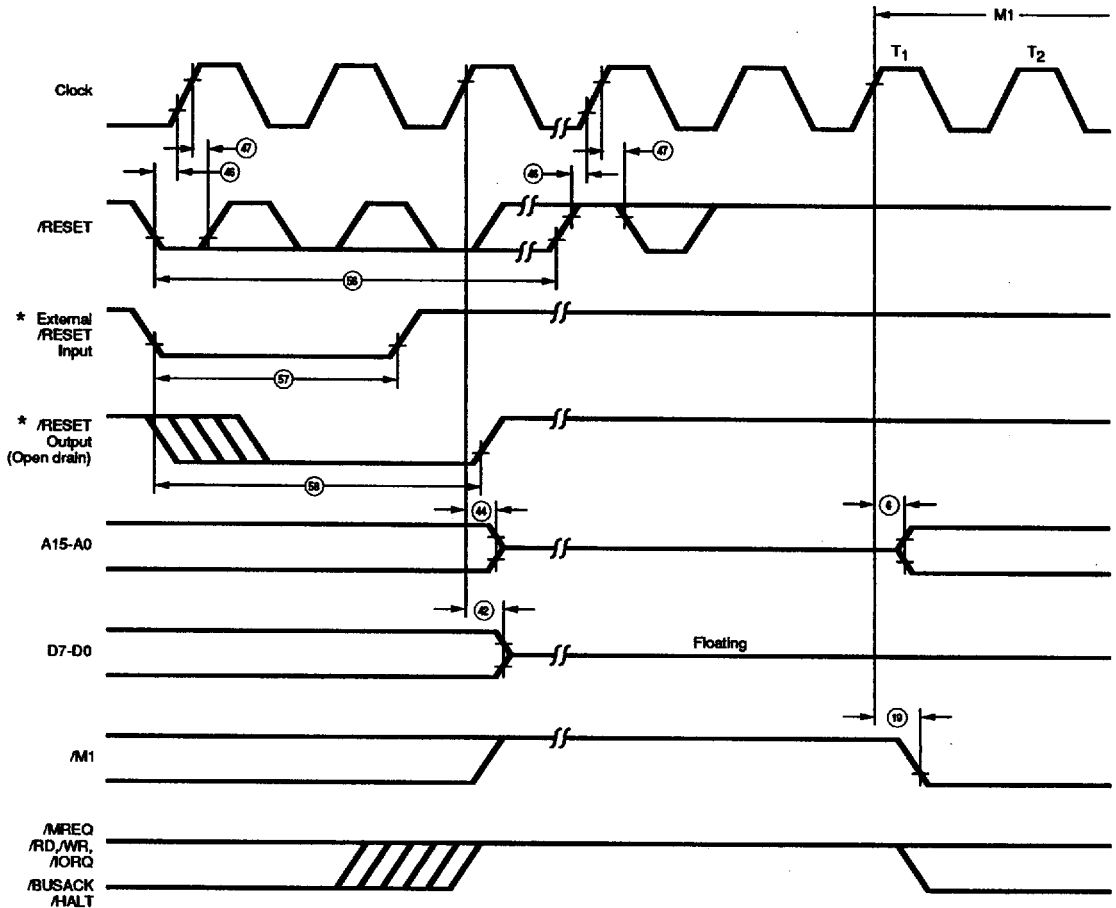 M1
T1 T2
Clock
47 47
46 46
/RESET
56
* External
/RESET
Input
57
* /RESET
Output
(Open drain)
58
44 6
A15-A0
42
D7-D0
Floating
19
/M1
/MREQ
/RD,/WR,
/IORQ
/BUSACK
/HALT